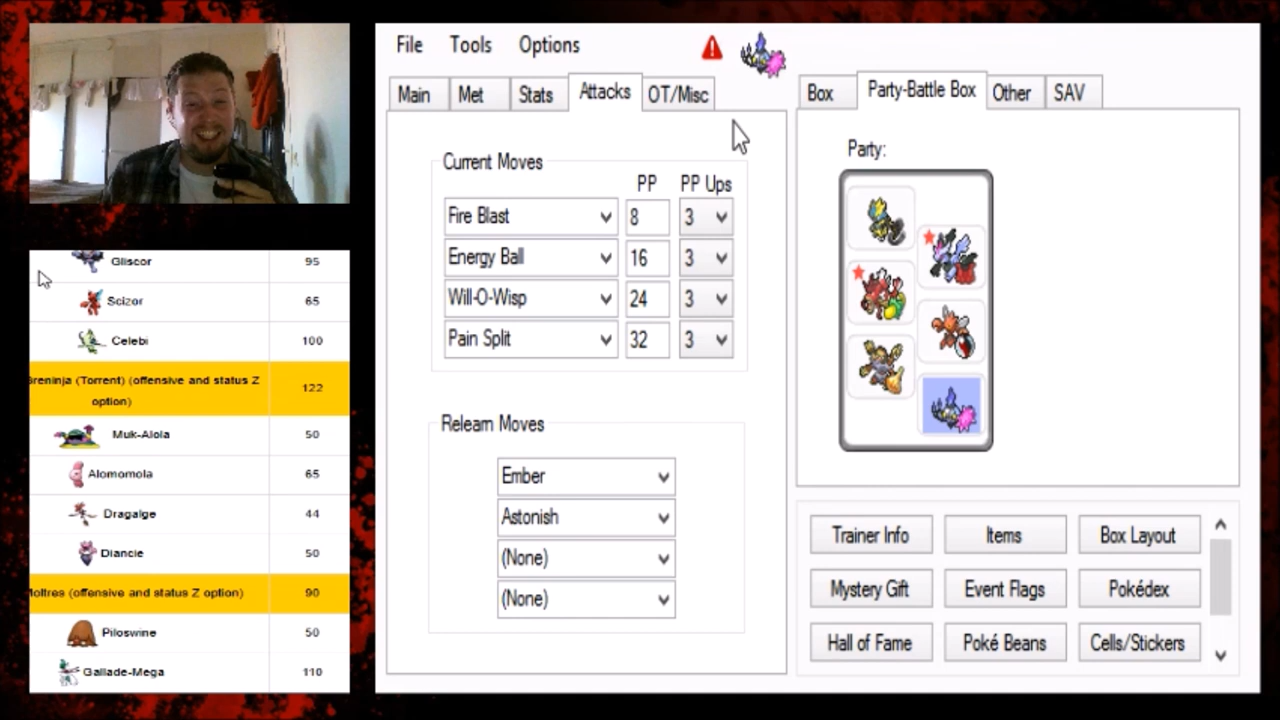 File Tools Options
Main Met Stats Attacks OT/Misc
Current Moves
PP PP Ups
Fire Blast 8 3
Energy Ball 16 3
Will-O-Wisp 24 3
Pain Split 32 3
Relearn Moves
Ember
Astonish
(None)
(None)
Box Party-Battle Box Other SAV
Party:
Trainer Info Items Box Layout
Mystery Gift Event Flags Pokédex
Hall of Fame Poké Beans Cells/Stickers
Gliscor 95
Scizor 65
Celebi 100
Greninja (Torrent) (offensive and status Z
option) 122
Muk-Alola 50
Alomomola 65
Dragalge 44
Diancie 50
Moltres (offensive and status Z option) 90
Piloswine 50
Gallade-Mega 110